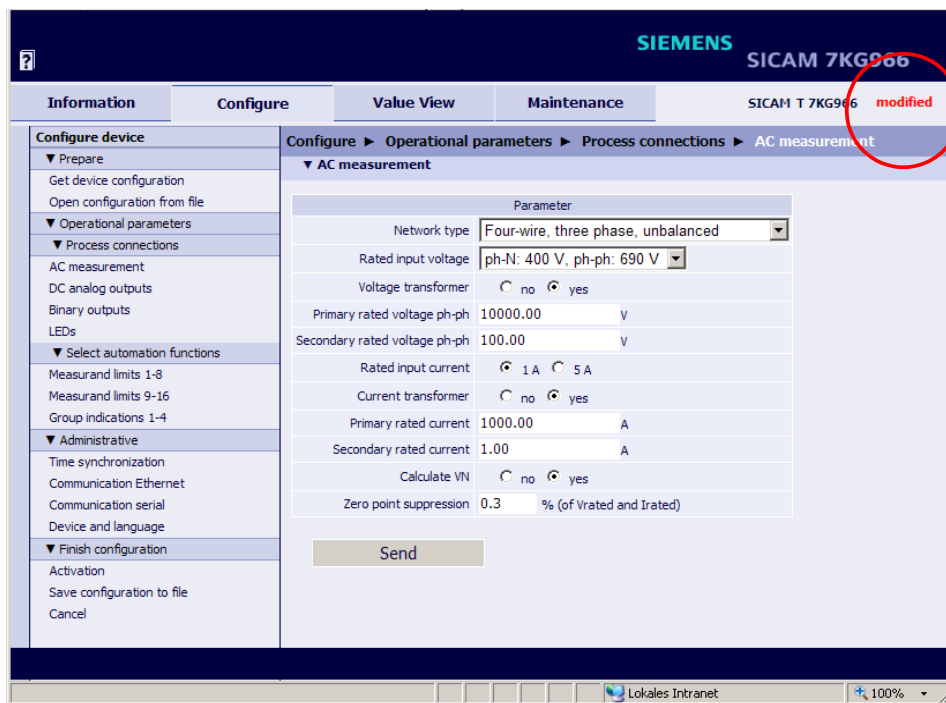 SIEMENS
?
SICAM 7KG966
Information
Configure
Value View
Maintenance
SICAM T 7KG966
modified
Configure device
▼ Prepare
Get device configuration
Open configuration from file
▼ Operational parameters
▼ Process connections
AC measurement
DC analog outputs
Binary outputs
LEDs
▼ Select automation functions
Measurand limits 1-8
Measurand limits 9-16
Group indications 1-4
▼ Administrative
Time synchronization
Communication Ethernet
Communication serial
Device and language
▼ Finish configuration
Activation
Save configuration to file
Cancel
Configure ► Operational parameters ► Process connections ► AC measurement
▼ AC measurement
Parameter
Network type Four-wire, three phase, unbalanced
Rated input voltage ph-N: 400 V, ph-ph: 690 V
Voltage transformer no yes
Primary rated voltage ph-ph 10000.00 V
Secondary rated voltage ph-ph 100.00 V
Rated input current 1 A 5 A
Current transformer no yes
Primary rated current 1000.00 A
Secondary rated current 1.00 A
Calculate VN no yes
Zero point suppression 0.3 % (of Vrated and Irated)
Send
Lokales Intranet
100%